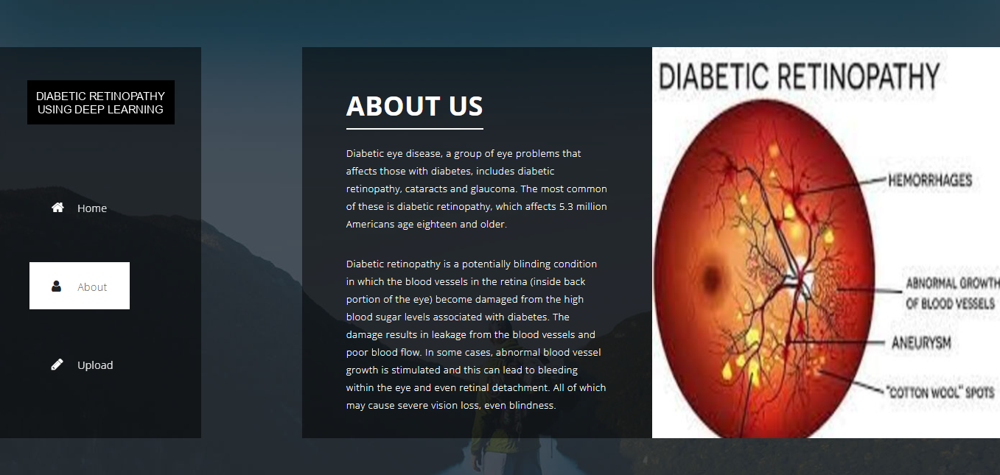 DIABETIC RETINOPATHY
USING DEEP LEARNING
Home
About
Upload
ABOUT US
Diabetic eye disease, a group of eye problems that
affects those with diabetes, includes diabetic
retinopathy, cataracts and glaucoma. The most common
of these is diabetic retinopathy, which affects 5.3 million
Americans age eighteen and older.
Diabetic retinopathy is a potentially blinding condition
in which the blood vessels in the retina (inside back
portion of the eye) become damaged from the high
blood sugar levels associated with diabetes. The
damage results in leakage from the blood vessels and
poor blood flow. In some cases, abnormal blood vessel
growth is stimulated and this can lead to bleeding
within the eye and even retinal detachment. All of which
may cause severe vision loss, even blindness.
DIABETIC RETINOPATHY
HEMORRHAGES
ABNORMAL GROWTH
OF BLOOD VESSELS
ANEURYSM
"COTTON WOOL" SPOTS